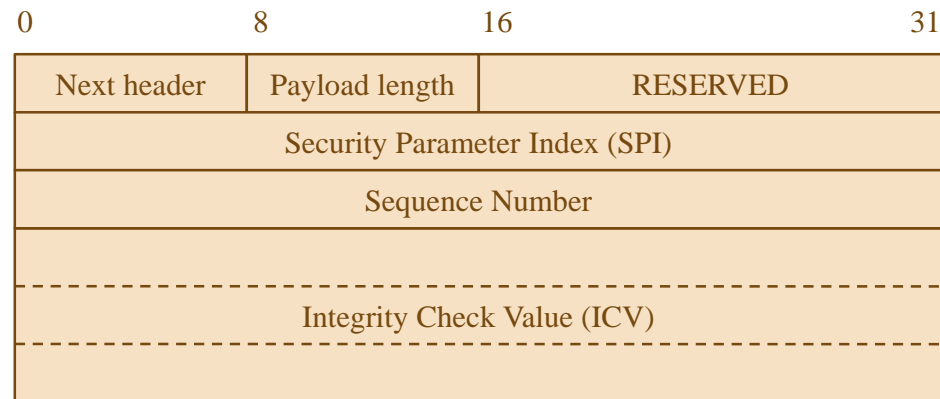 0 8 16 31
Next header Payload length RESERVED
Security Parameter Index (SPI)
Sequence Number
Integrity Check Value (ICV)